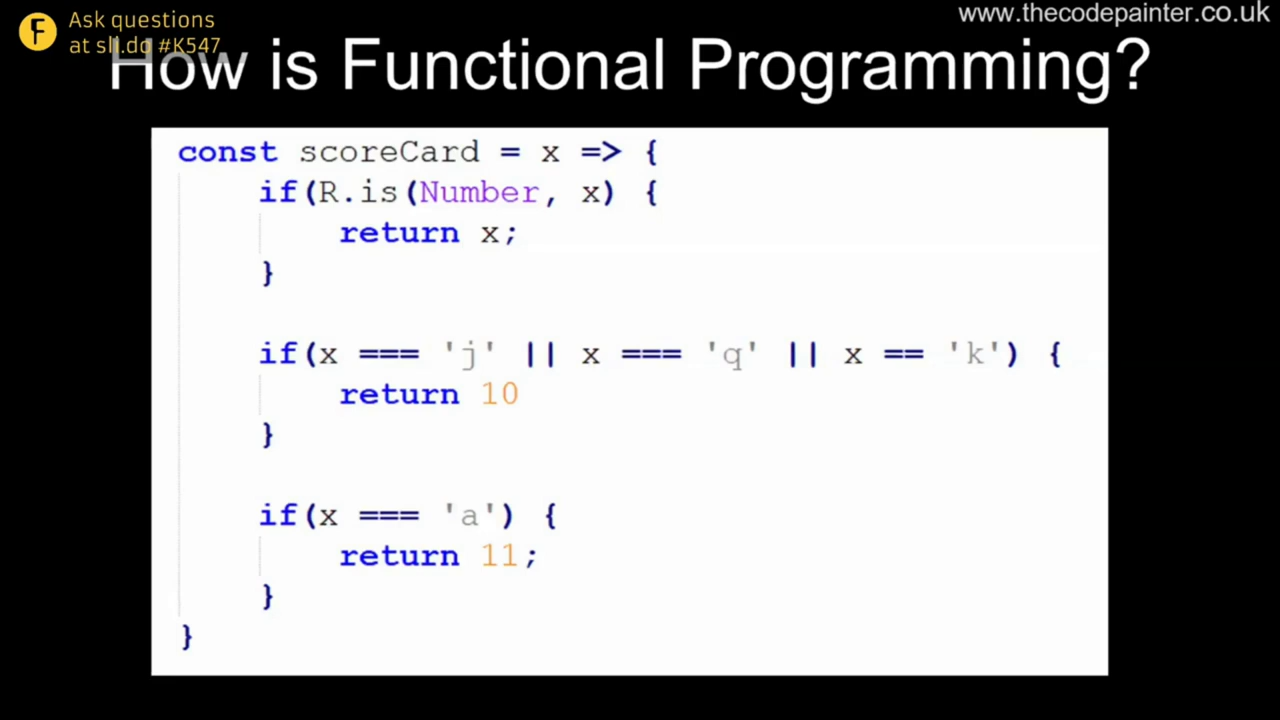 Ask questions
at sli.do #K547
www.thecodepainter.co.uk
How is Functional Programming?
const scoreCard = x => {
    if(R.is(Number, x) {
        return x;
    }
    if(x === 'j' || x === 'q' || x == 'k') {
        return 10
    }
    if(x === 'a') {
        return 11;
    }
}